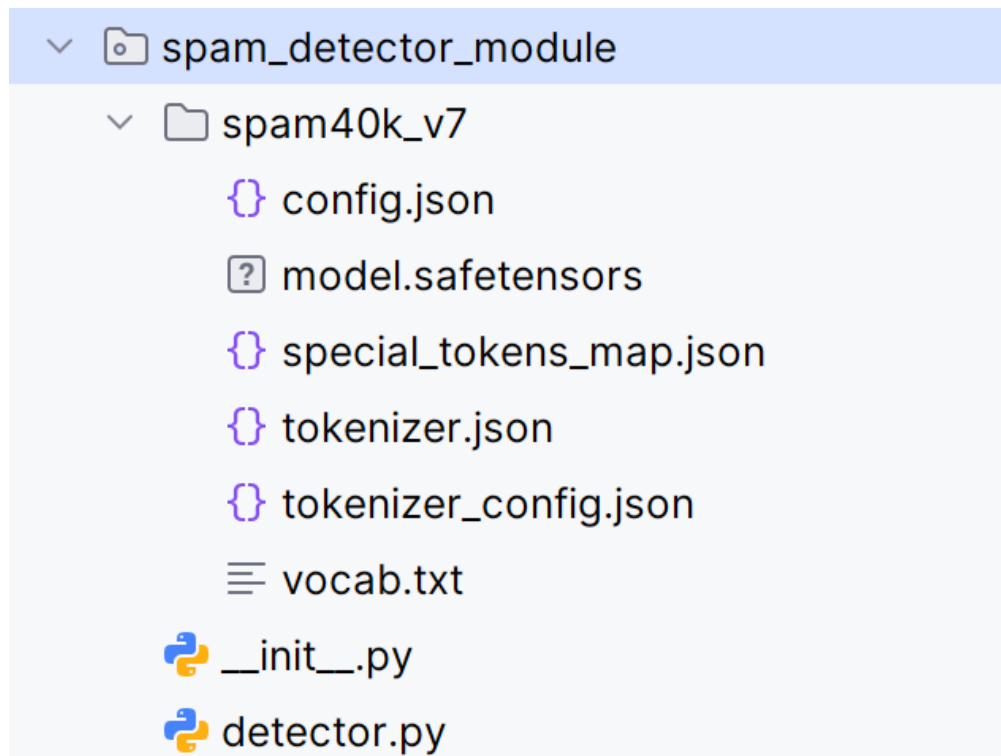 spam_detector_module
spam40k_v7
{} config.json
? model.safetensors
{} special_tokens_map.json
{} tokenizer.json
{} tokenizer_config.json
vocab.txt
__init__.py
detector.py